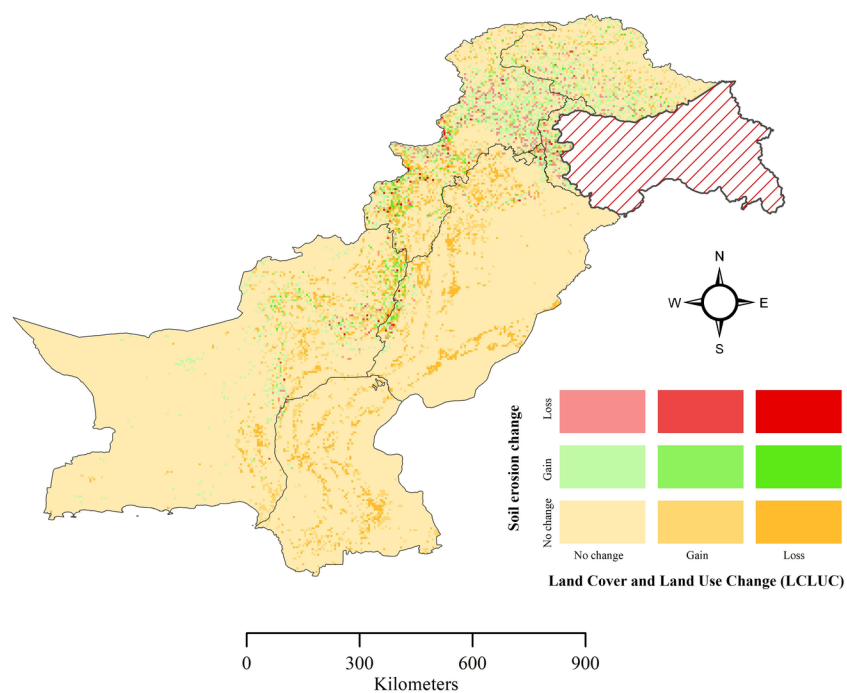 N
W
E
S
Soil erosion change
Loss
Gain
No change
No change
Gain
Loss
Land Cover and Land Use Change (LCLUC)
0
300
600
900
Kilometers